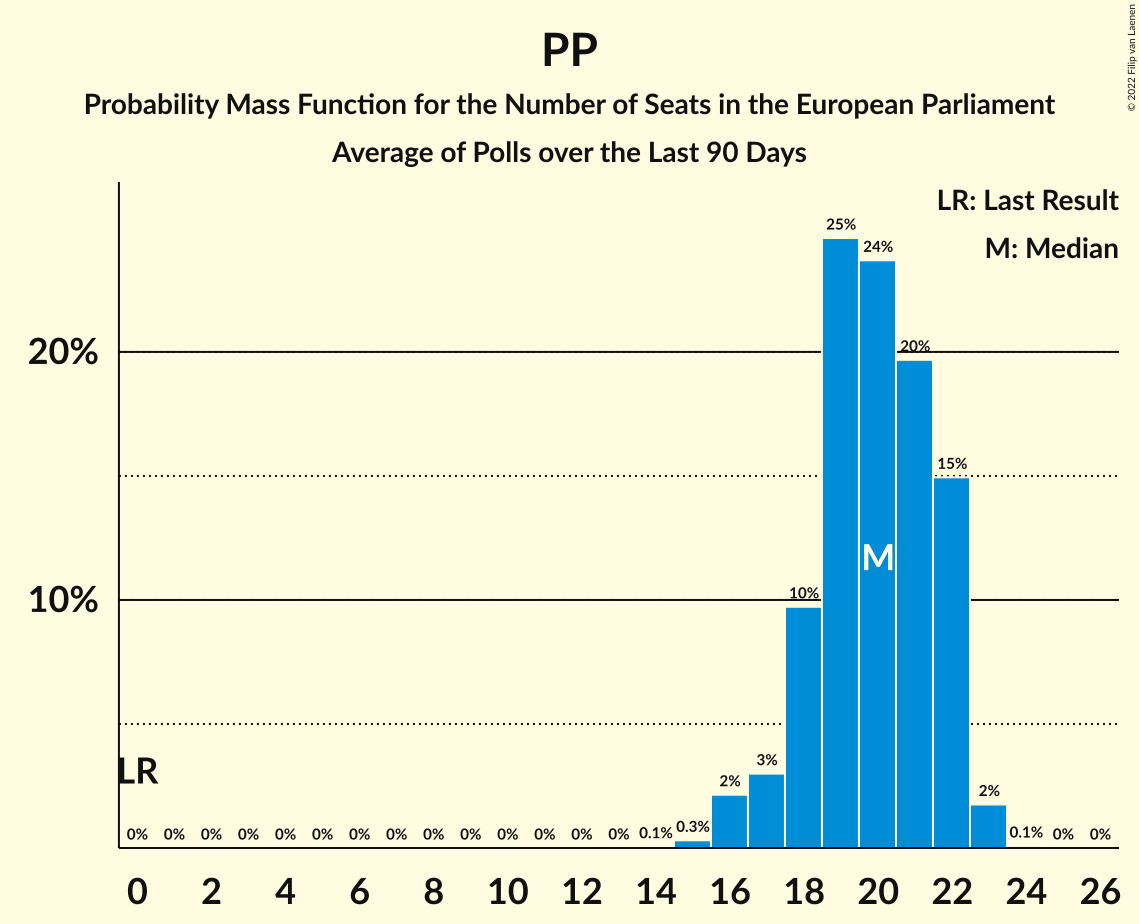 PP
Probability Mass Function for the Number of Seats in the European Parliament
Average of Polls over the Last 90 Days
© 2022 Filip van Laenen
LR: Last Result
M: Median
25%
24%
20%
20%
15%
M
10%
10%
LR
3%
2%
2%
0% 0% 0% 0% 0% 0% 0% 0% 0% 0% 0% 0% 0% 0% 0.1% 0.3% 0.1% 0% 0%
0 2 4 6 8 10 12 14 16 18 20 22 24 26